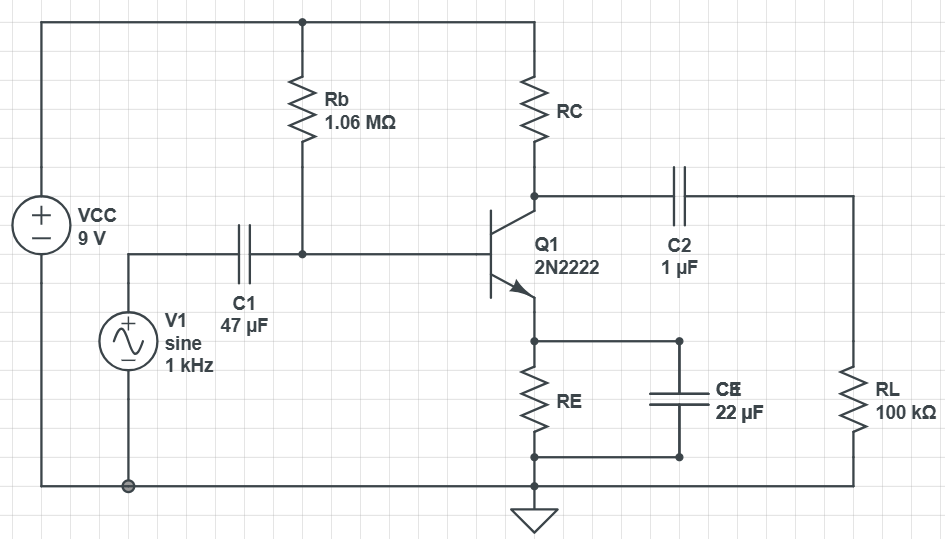 Rb
1.06 MΩ
RC
VCC
9 V
Q1
2N2222
C2
1 µF
C1
47 µF
V1
sine
1 kHz
RE
CE
22 µF
RL
100 kΩ